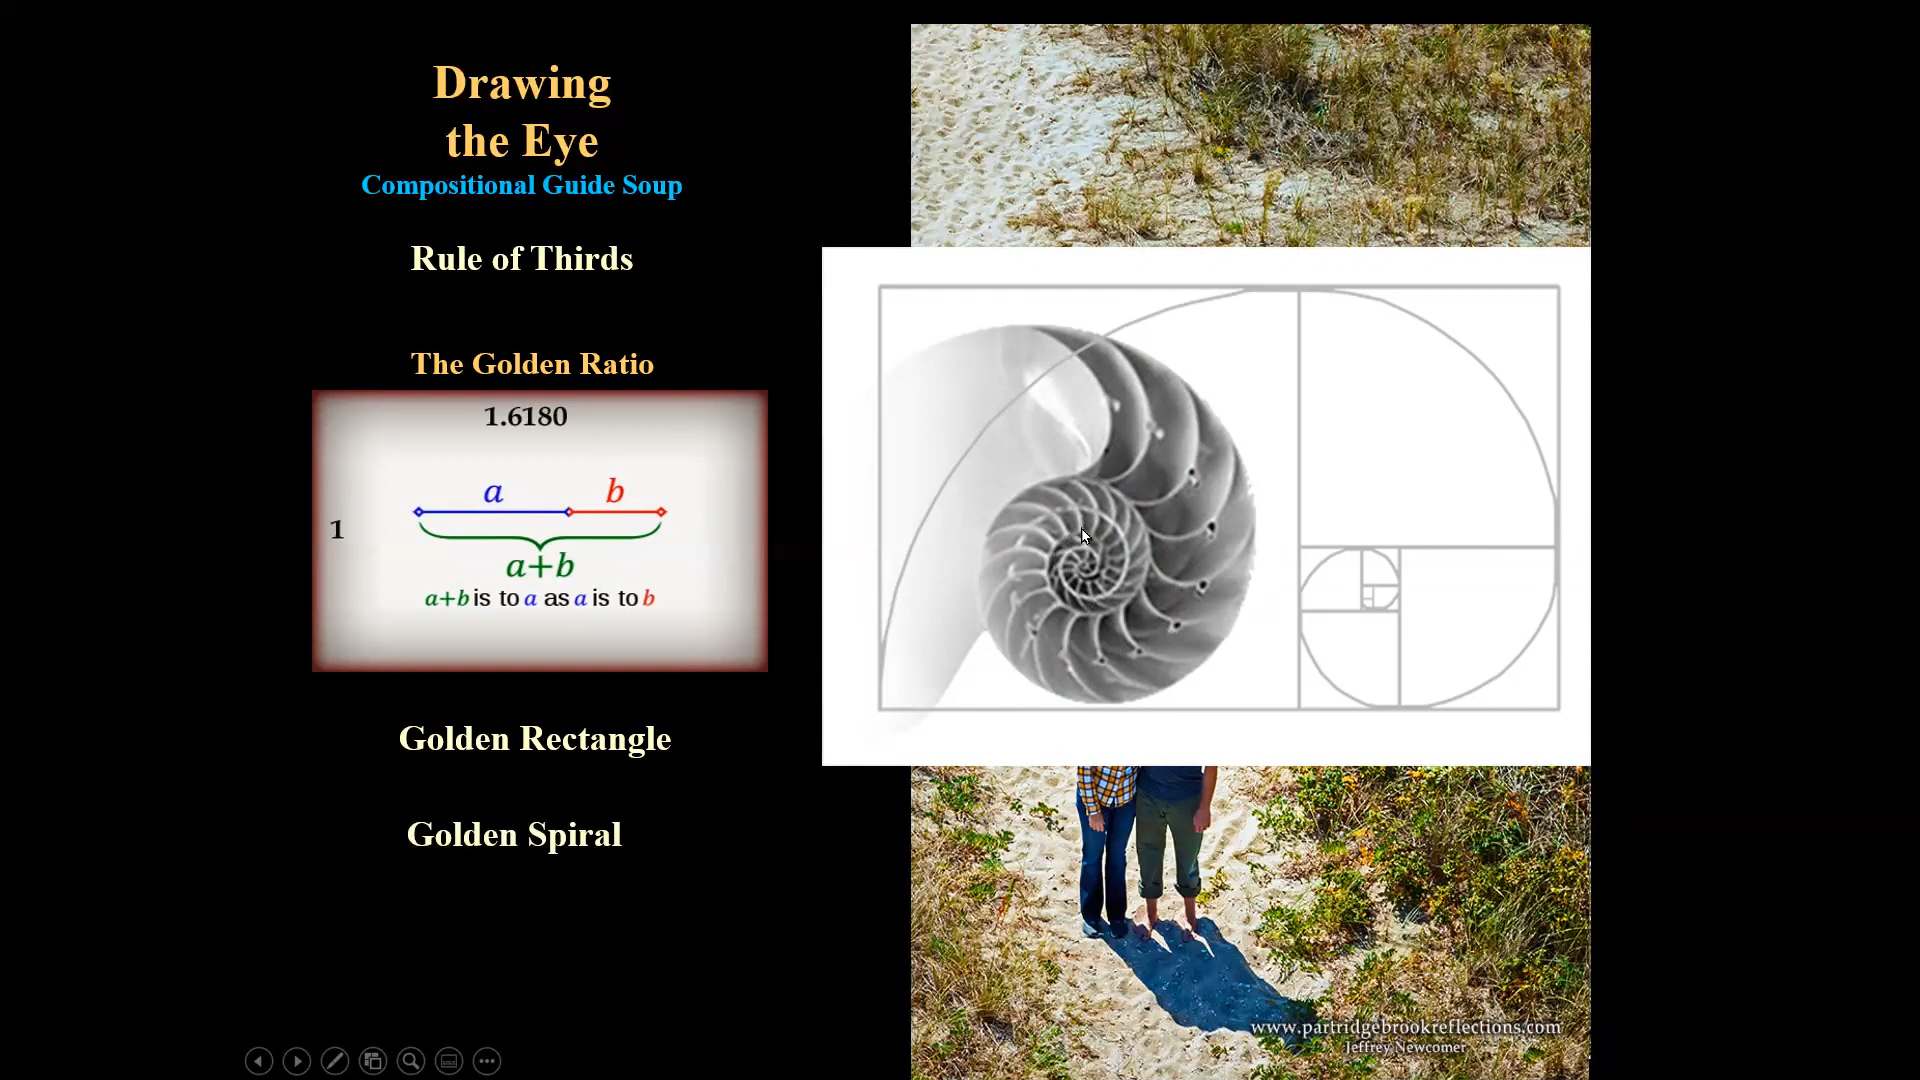 Drawing
the Eye
Compositional Guide Soup
Rule of Thirds
The Golden Ratio
1.6180
a b
1
a+b
a+b is to a as a is to b
Golden Rectangle
Golden Spiral
www.partridgebrookreflections.com
Jeffrey Newcomer